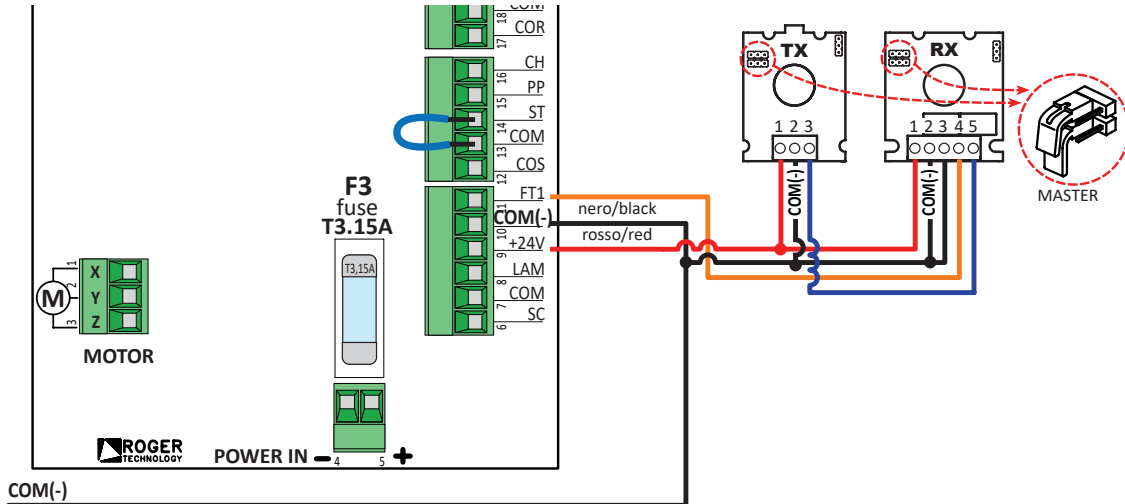 COM
18
COR
17
CH
16
PP
15
ST
14
COM
13
COS
12
FT1
11
COM(-)
10
+24V
9
LAM
8
COM
7
SC
6
nero/black
rosso/red
F3
fuse
T3.15A
T3,15A
1
X
2
Y
3
Z
M
MOTOR
ROGER
TECHNOLOGY
POWER IN - 4 5 +
COM(-)
TX
1 2 3
COM(-)
RX
1 2 3 4 5
COM(-)
MASTER